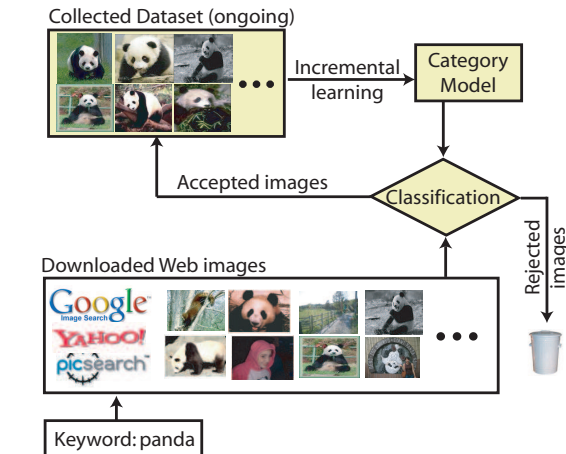 Collected Dataset (ongoing)
Incremental
learning
Category
Model
Accepted images
Classification
Rejected
images
Downloaded Web images
Google
Image Search
YAHOO!
picsearch
Keyword: panda